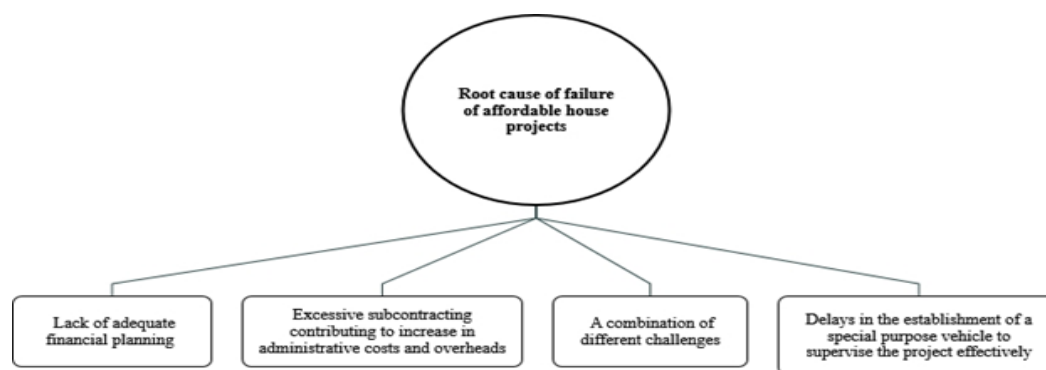 Root cause of failure
of affordable house
projects
Lack of adequate
financial planning
Excessive subcontracting
contributing to increase in
administrative costs and overheads
A combination of
different challenges
Delays in the establishment of a
special purpose vehicle to
supervise the project effectively